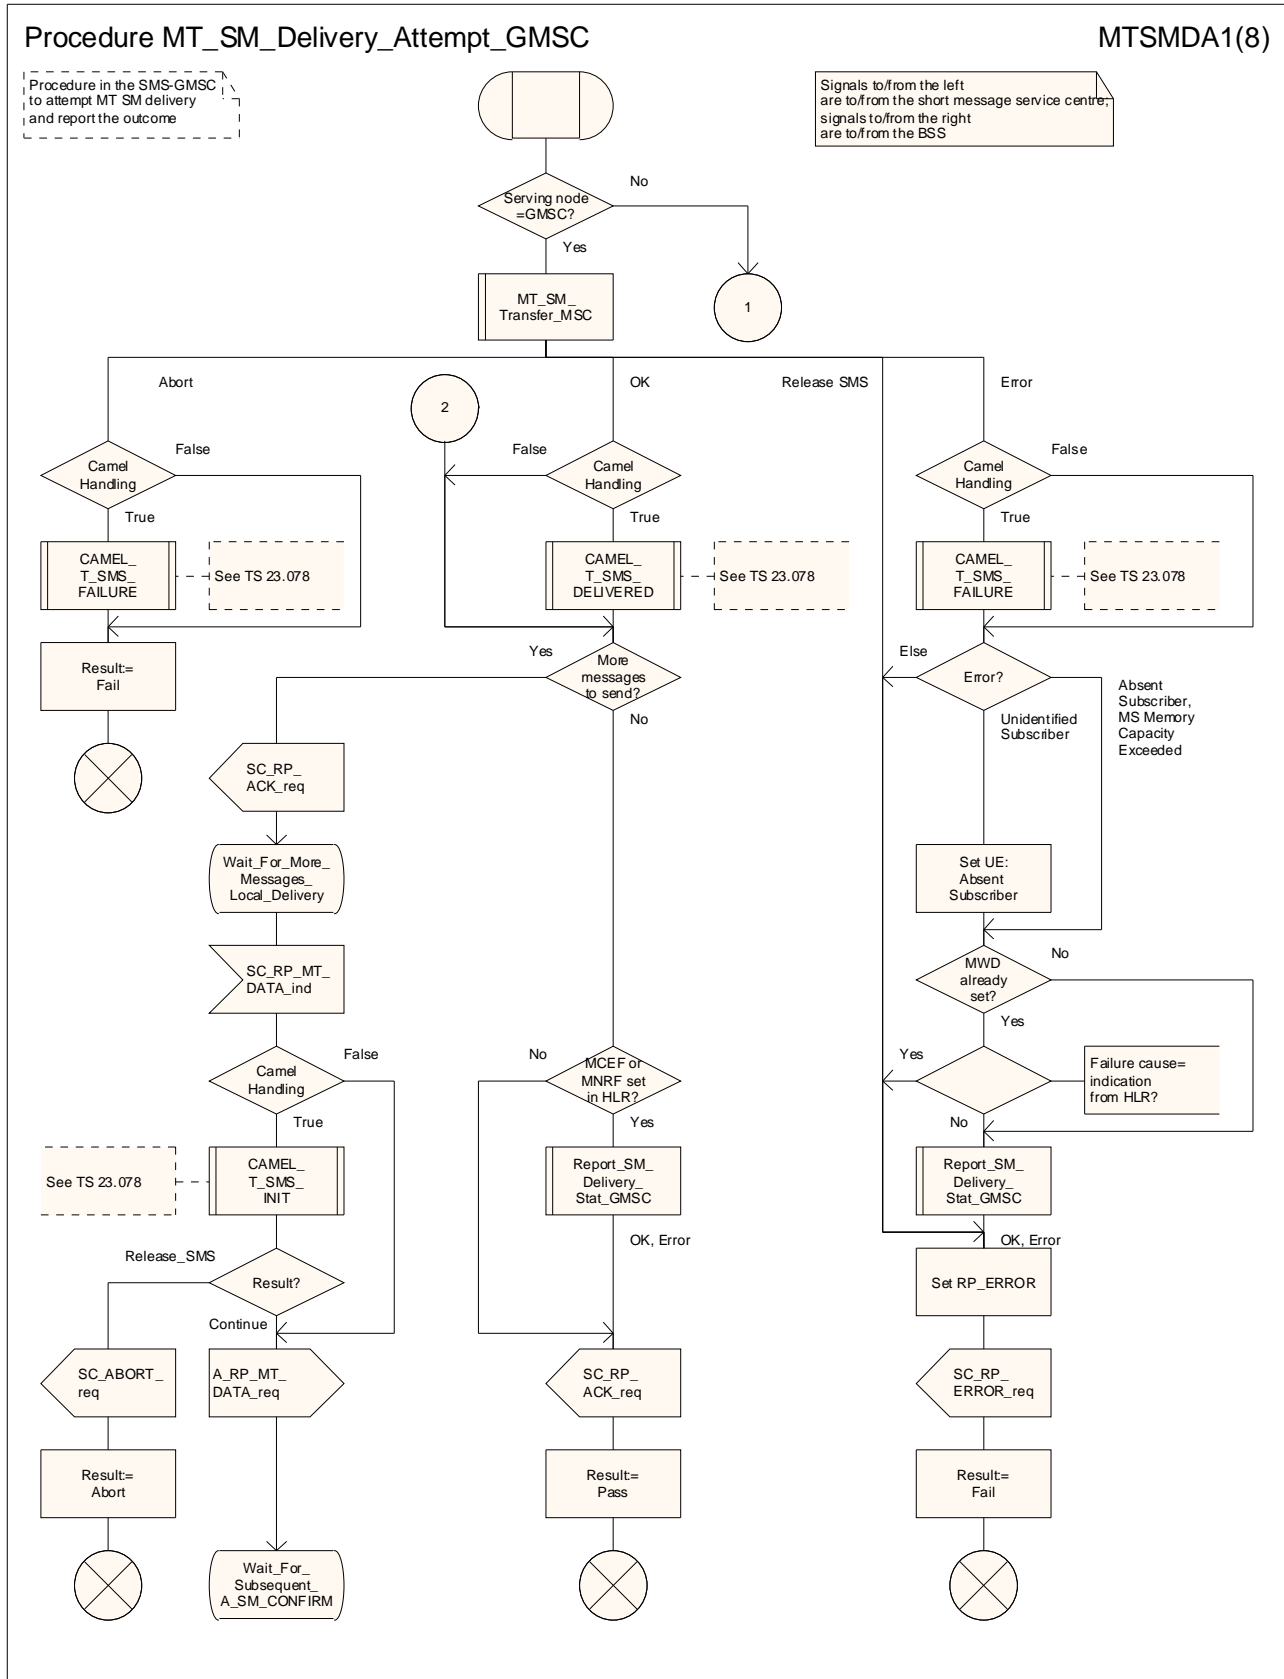 Procedure MT_SM_Delivery_Attempt_GMSC
MTSMDA1(8)
Procedure in the SMS-GMSC
to attempt MT SM delivery
and report the outcome
Signals to/from the left
are to/from the short message service centre;
signals to/from the right
are to/from the BSS
Serving node
=GMSC?
No
Yes
MT_SM_
Transfer_MSC
1
Abort
OK
Release SMS
Error
2
Camel
Handling
False
True
Camel
Handling
False
True
Camel
Handling
False
True
CAMEL_
T_SMS_
FAILURE
See TS 23.078
CAMEL_
T_SMS_
DELIVERED
See TS 23.078
CAMEL_
T_SMS_
FAILURE
See TS 23.078
Result:=
Fail
Yes
More
messages
to send?
No
Else
Error?
Unidentified
Subscriber
Absent
Subscriber,
MS Memory
Capacity
Exceeded
SC_RP_
ACK_req
Wait_For_More_
Messages_
Local_Delivery
Set UE:
Absent
Subscriber
SC_RP_MT_
DATA_ind
MWD
already
set?
No
Yes
Camel
Handling
False
True
No
MCEF or
MNRF set
in HLR?
Yes
Yes
Failure cause=
indication
from HLR?
No
See TS 23.078
CAMEL_
T_SMS_
INIT
Report_SM_
Delivery_
Stat_GMSC
Report_SM_
Delivery_
Stat_GMSC
OK, Error
OK, Error
Release_SMS
Result?
Continue
Set RP_ERROR
SC_ABORT_
req
A_RP_MT_
DATA_req
SC_RP_
ACK_req
SC_RP_
ERROR_req
Result:=
Abort
Result:=
Pass
Result:=
Fail
Wait_For_
Subsequent_
A_SM_CONFIRM